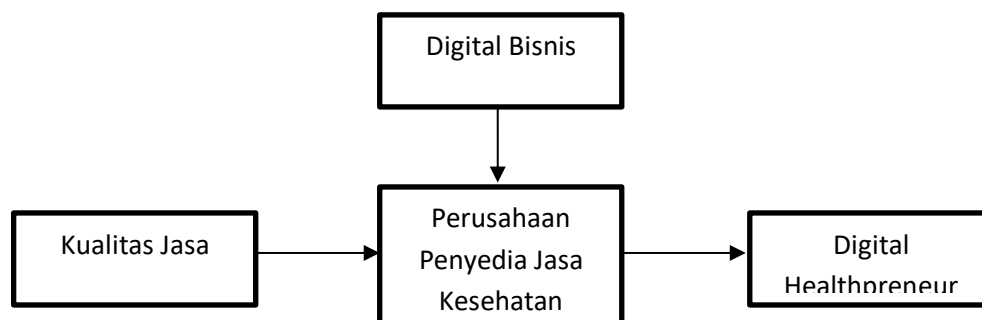 Digital Bisnis
Kualitas Jasa
Perusahaan
Penyedia Jasa
Kesehatan
Digital
Healthpreneur